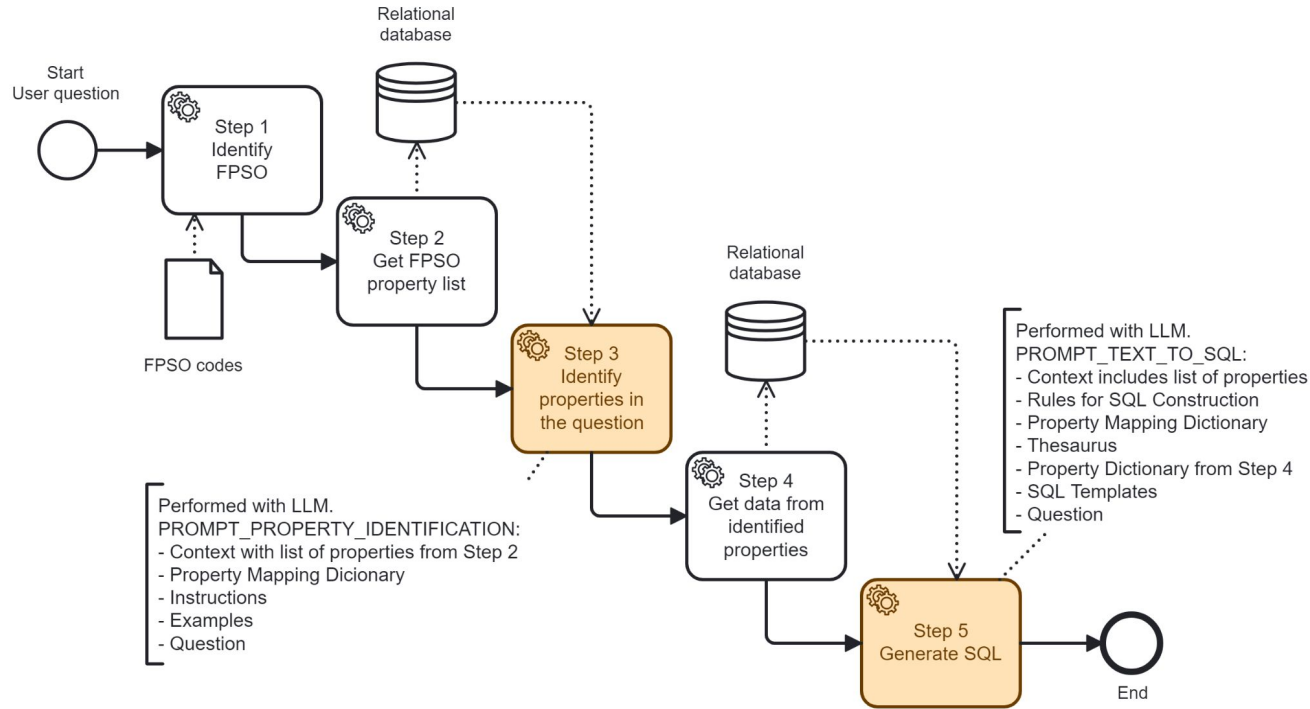 Relational
database
Start
User question
Step 1
Identify
FPSO
Step 2
Get FPSO
property list
FPSO codes
Relational
database
Step 3
Identify
properties in
the question
Performed with LLM.
PROMPT_TEXT_TO_SQL:
- Context includes list of properties
- Rules for SQL Construction
- Property Mapping Dictionary
- Thesaurus
- Property Dictionary from Step 4
- SQL Templates
- Question
Step 4
Get data from
identified
properties
Performed with LLM.
PROMPT_PROPERTY_IDENTIFICATION:
- Context with list of properties from Step 2
- Property Mapping Dicionary
- Instructions
- Examples
- Question
Step 5
Generate SQL
End